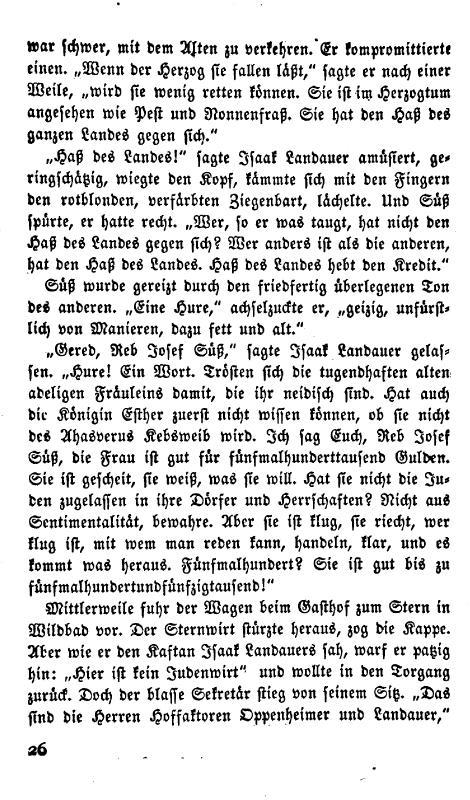 war schwer, mit dem Alten zu verkehren. Er kompromittierte
einen. „Wenn der Herzog sie fallen läßt,“ sagte er nach einer
Weile, „wird sie wenig retten können. Sie ist im Herzogtum
angesehen wie Pest und Nonnenfraß. Sie hat den Haß des
ganzen Landes gegen sich.“
„Haß des Landes!“ sagte Isaak Landauer amüsiert, ge-
ringschätzig, wiegte den Kopf, kämmte sich mit den Fingern
den rotblonden, verfärbten Ziegenbart, lächelte. Und Süß
spürte, er hatte recht. „Wer, so er was taugt, hat nicht den
Haß des Landes gegen sich? Wer anders ist als die anderen,
hat den Haß des Landes. Haß des Landes hebt den Kredit.“
Süß wurde gereizt durch den friedfertig überlegenen Ton
des anderen. „Eine Hure,“ achselzuckte er, „geizig, unfürst-
lich von Manieren, dazu fett und alt.“
„Gered, Reb Josef Süß,“ sagte Isaak Landauer gelas-
sen. „Hure! Ein Wort. Trösten sich die tugendhaften alten
adeligen Fräuleins damit, die ihr neidisch sind. Hat auch
die Königin Esther zuerst nicht wissen können, ob sie nicht
des Ahasverus Kebsweib wird. Ich sag Euch, Reb Josef
Süß, die Frau ist gut für fünfmalhunderttausend Gulden.
Sie ist gescheit, sie weiß, was sie will. Hat sie nicht die Ju-
den zugelassen in ihre Dörfer und Herrschaften? Nicht aus
Sentimentalität, bewahre. Aber sie ist klug, sie riecht, wer
klug ist, mit wem man reden kann, handeln, klar, und es
kommt was heraus. Fünfmalhundert? Sie ist gut bis zu
fünfmalhundertundfünfzigtausend!“
Mittlerweile fuhr der Wagen beim Gasthof zum Stern in
Wildbad vor. Der Sternwirt stürzte heraus, zog die Kappe.
Aber wie er den Kaftan Isaak Landauers sah, warf er patzig
hin: „Hier ist kein Judenwirt“ und wollte in den Torgang
zurück. Doch der blasse Sekretär stieg von seinem Sitz. „Das
sind die Herren Hoffaktoren Oppenheimer und Landauer,“
26